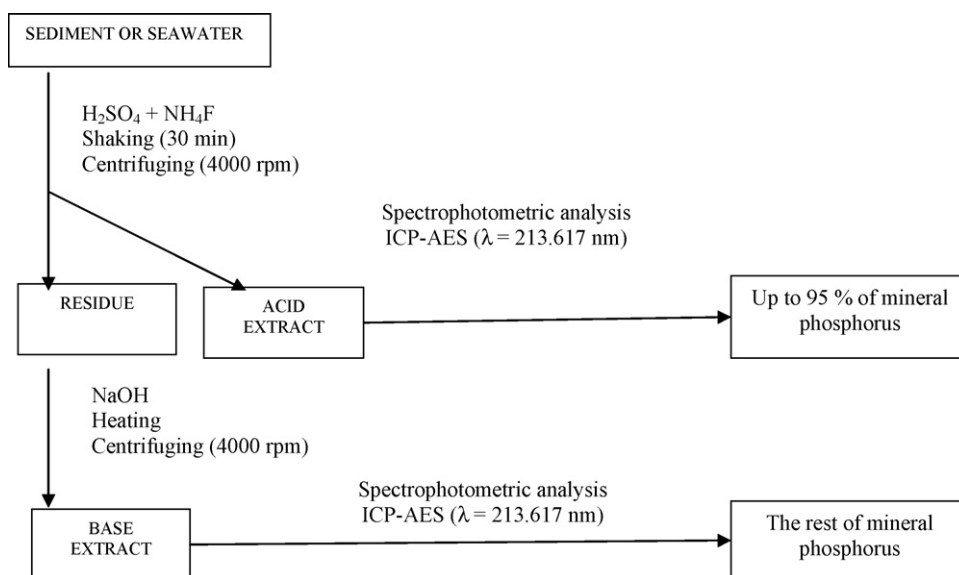 SEDIMENT OR SEAWATER
H₂SO₄ + NH₄F
Shaking (30 min)
Centrifuging (4000 rpm)
Spectrophotometric analysis
ICP-AES (λ = 213.617 nm)
RESIDUE
ACID
EXTRACT
Up to 95 % of mineral
phosphorus
NaOH
Heating
Centrifuging (4000 rpm)
Spectrophotometric analysis
ICP-AES (λ = 213.617 nm)
BASE
EXTRACT
The rest of mineral
phosphorus